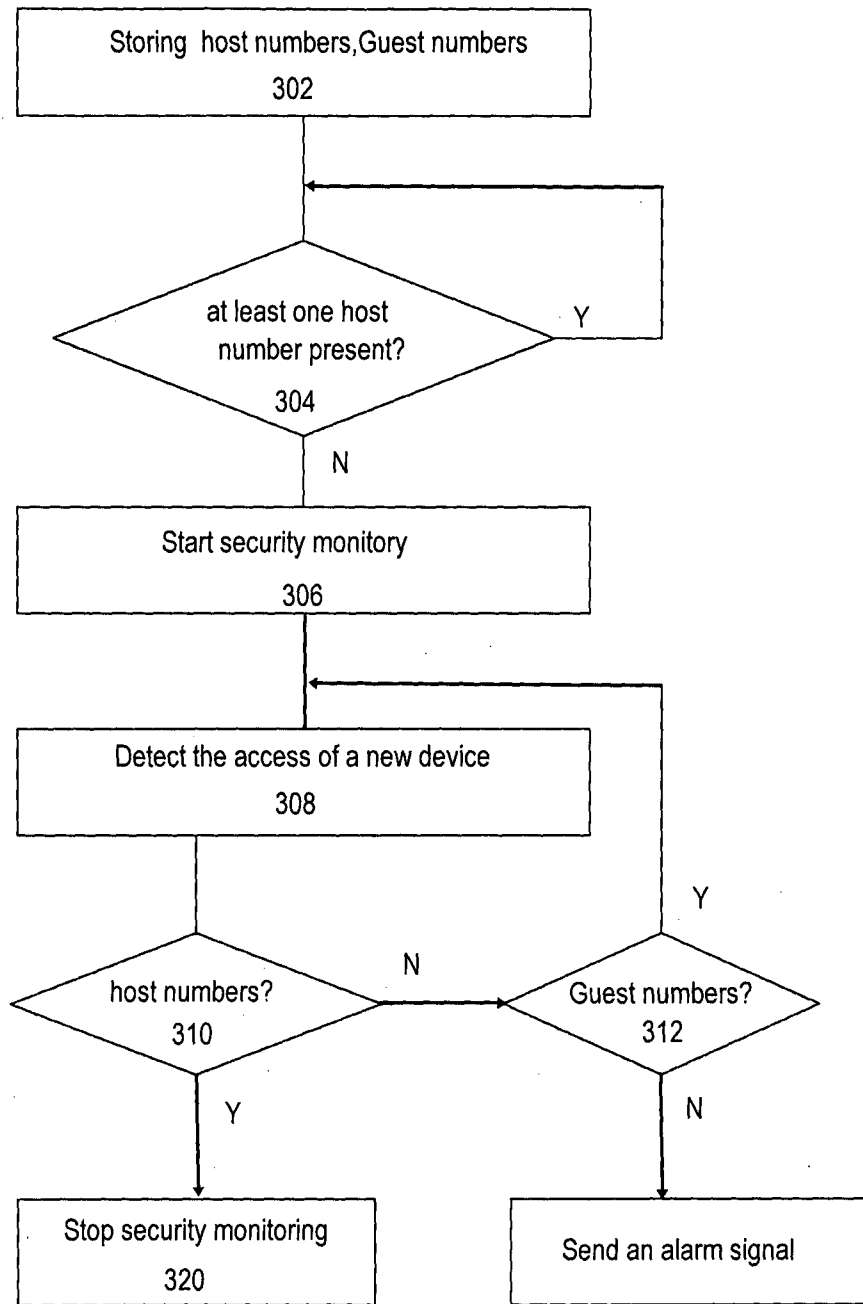 Storing host numbers,Guest numbers
302
at least one host
number present?
304
Y
N
Start security monitory
306
Detect the access of a new device
308
Y
N
host numbers?
310
Guest numbers?
312
Y
N
Stop security monitoring
320
Send an alarm signal